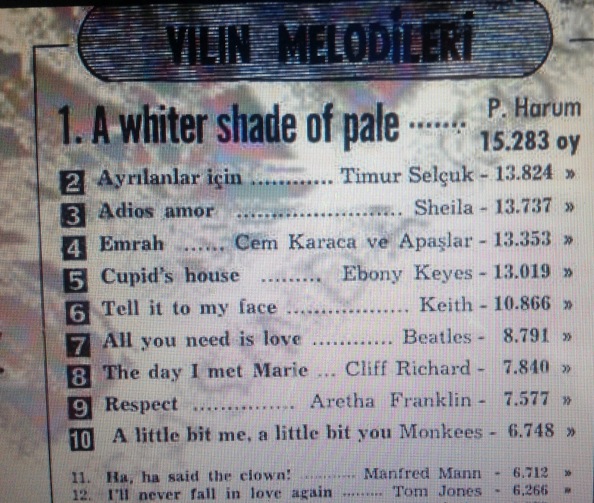 YILIN MELODİLERİ
1. A whiter shade of pale ....... P. Harum
15.283 oy
2 Ayrılanlar için ............ Timur Selçuk - 13.824 »
3 Adios amor ........................ Sheila - 13.737 »
4 Emrah ...... Cem Karaca ve Apaşlar - 13.353 »
5 Cupid's house ......... Ebony Keyes - 13.019 »
6 Tell it to my face .................. Keith - 10.866 »
7 All you need is love ............ Beatles - 8.791 »
8 The day I met Marie ... Cliff Richard - 7.840 »
9 Respect ............... Aretha Franklin - 7.577 »
10 A little bit me, a little bit you Monkees - 6.748 »
11. Ha, ha said the clown! ........... Manfred Mann - 6.712 »
12. I'll never fall in love again ......... Tom Jones - 6,266 »